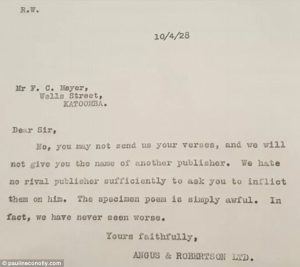 R.W.
10/4/28
Mr F. C. Meyer,
Wells Street,
KATOOMBA.
Dear Sir,
No, you may not send us your verses, and we will
not give you the name of another publisher. We hate
no rival publisher sufficiently to ask you to inflict
them on him. The specimen poem is simply awful. In
fact, we have never seen worse.
Yours faithfully,
ANGUS & ROBERTSON LTD.
© paulineconolly.com